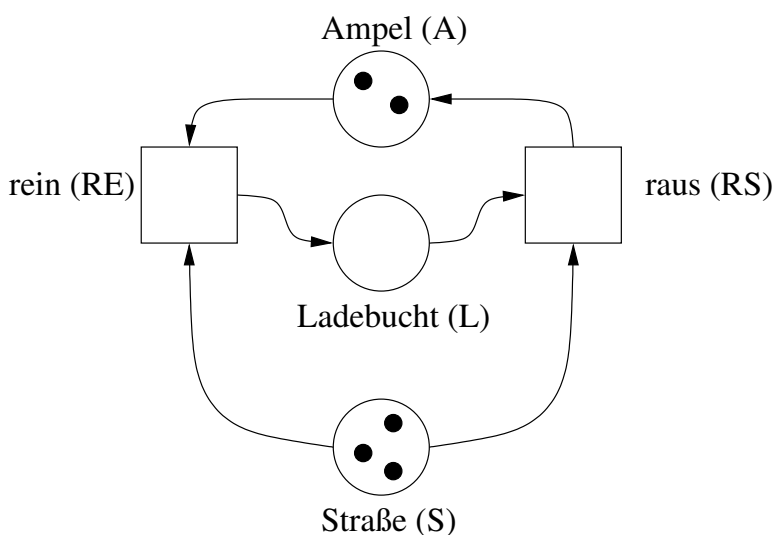 Ampel (A)
rein (RE)
raus (RS)
Ladebucht (L)
Straße (S)